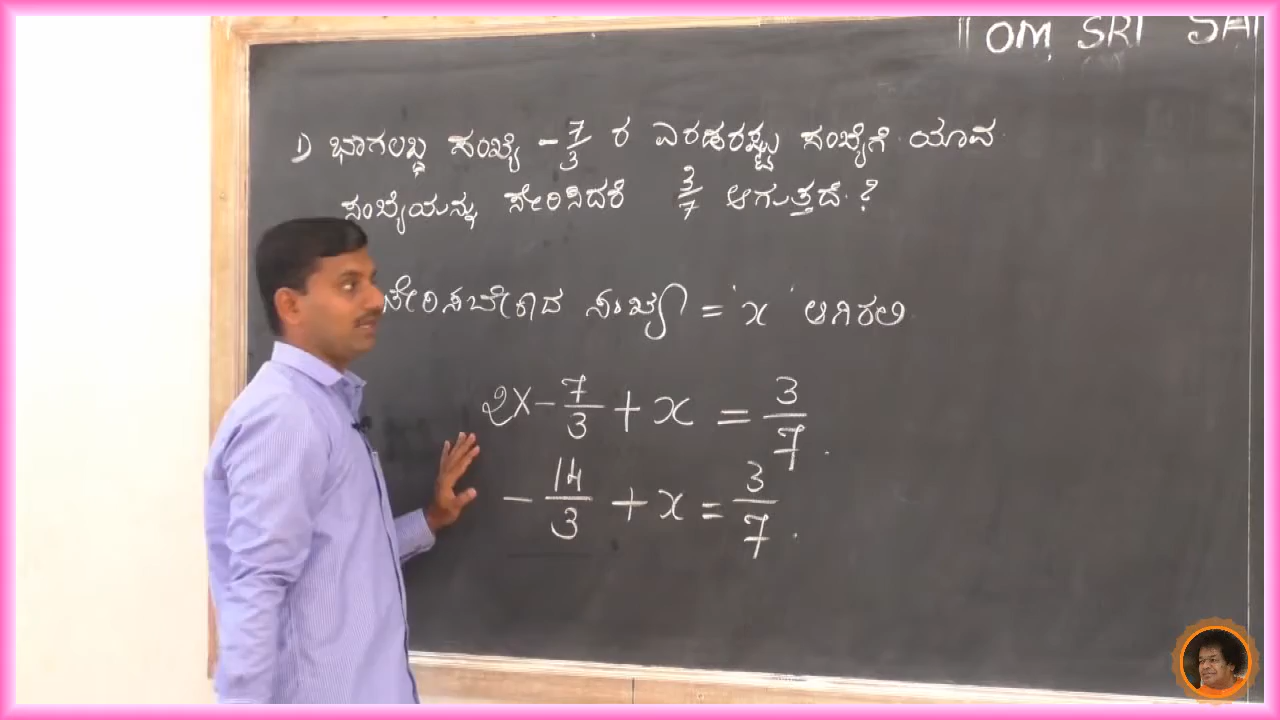 || OM SRI SAI
1) ಭಾಗಲಬ್ಧ ಸಂಖ್ಯೆ -7/3 ರ ಎರಡರಷ್ಟು ಸಂಖ್ಯೆಗೆ ಯಾವ
ಸಂಖ್ಯೆಯನ್ನು ಸೇರಿಸಿದರೆ 3/7 ಆಗುತ್ತದೆ.?
ಸೇರಿಸಬೇಕಾದ ಸಂಖ್ಯೆ = 'x' ಆಗಿರಲಿ
2x - 7/3 + x = 3/7.
- 14/3 + x = 3/7.